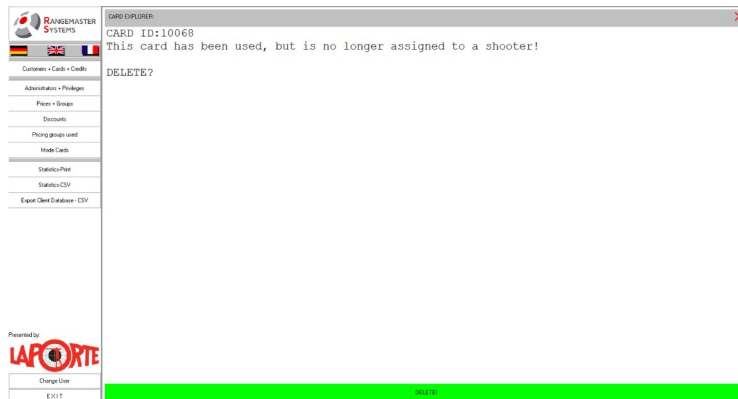 RANGEMASTER
SYSTEMS
Customers + Cards + Credits
Administrators + Privileges
Prices + Groups
Discounts
Pricing groups used
Mode Cards
Statistics-Print
Statistics-CSV
Export Client Database - CSV
Presented by:
LAPORTE
Change User
E X I T
CARD EXPLORER:
CARD ID:10068
This card has been used, but is no longer assigned to a shooter!
DELETE?
DELETE!